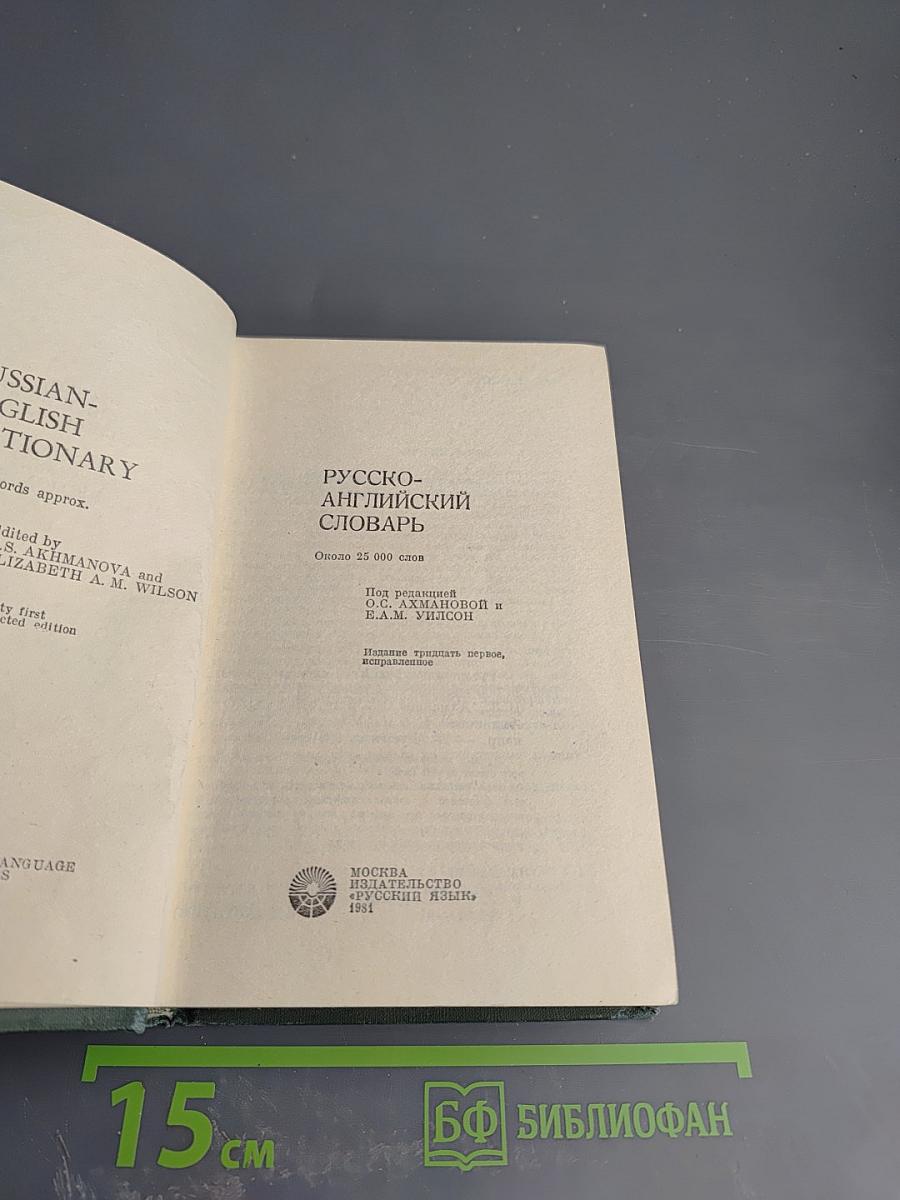 USSIAN-
GLISH
TIONARY
ords approx.
dited by
.S. AKHMANOVA and
LIZABETH A. M. WILSON
ty first
cted edition
ANGUAGE
S
РУССКО-
АНГЛИЙСКИЙ
СЛОВАРЬ
Около 25 000 слов
Под редакцией
О.С. АХМАНОВОЙ и
Е.А.М. УИЛСОН
Издание тридцать первое,
исправленное
МОСКВА
ИЗДАТЕЛЬСТВО
«РУССКИЙ ЯЗЫК»
1981
15 см
БФ БИБЛИОФАН